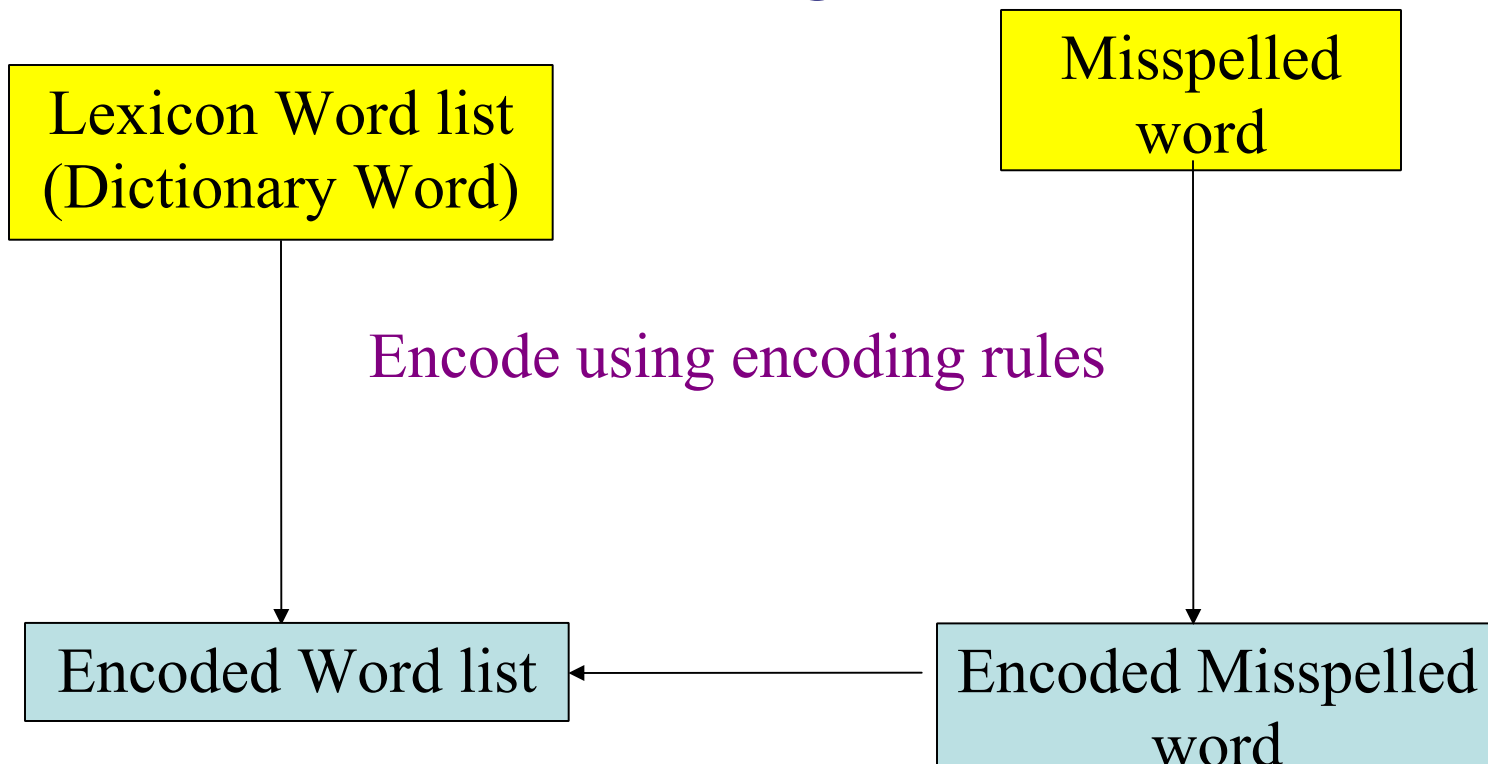 Misspelled
word
Lexicon Word list
(Dictionary Word)
Encode using encoding rules
Encoded Word list
Encoded Misspelled
word